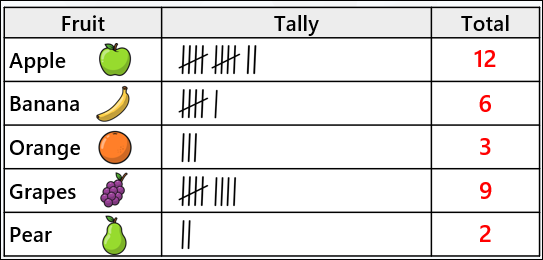 Fruit Tally Total
Apple 12
Banana 6
Orange 3
Grapes 9
Pear 2